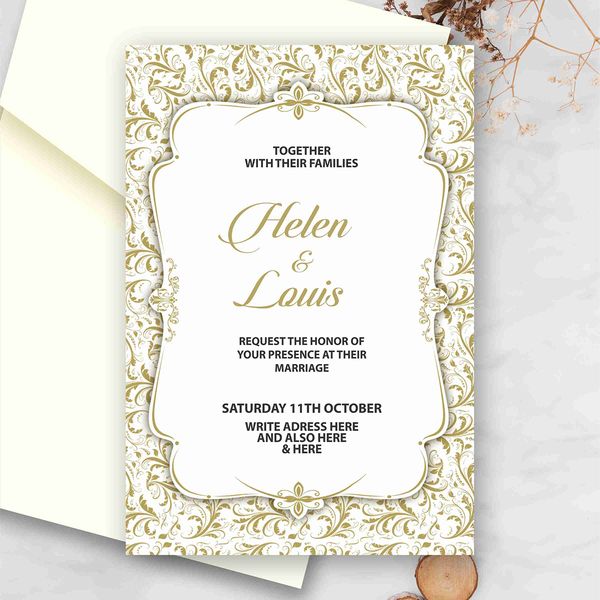 TOGETHER
WITH THEIR FAMILIES
Helen
&
Louis
REQUEST THE HONOR OF
YOUR PRESENCE AT THEIR
MARRIAGE
SATURDAY 11TH OCTOBER
WRITE ADRESS HERE
AND ALSO HERE
& HERE